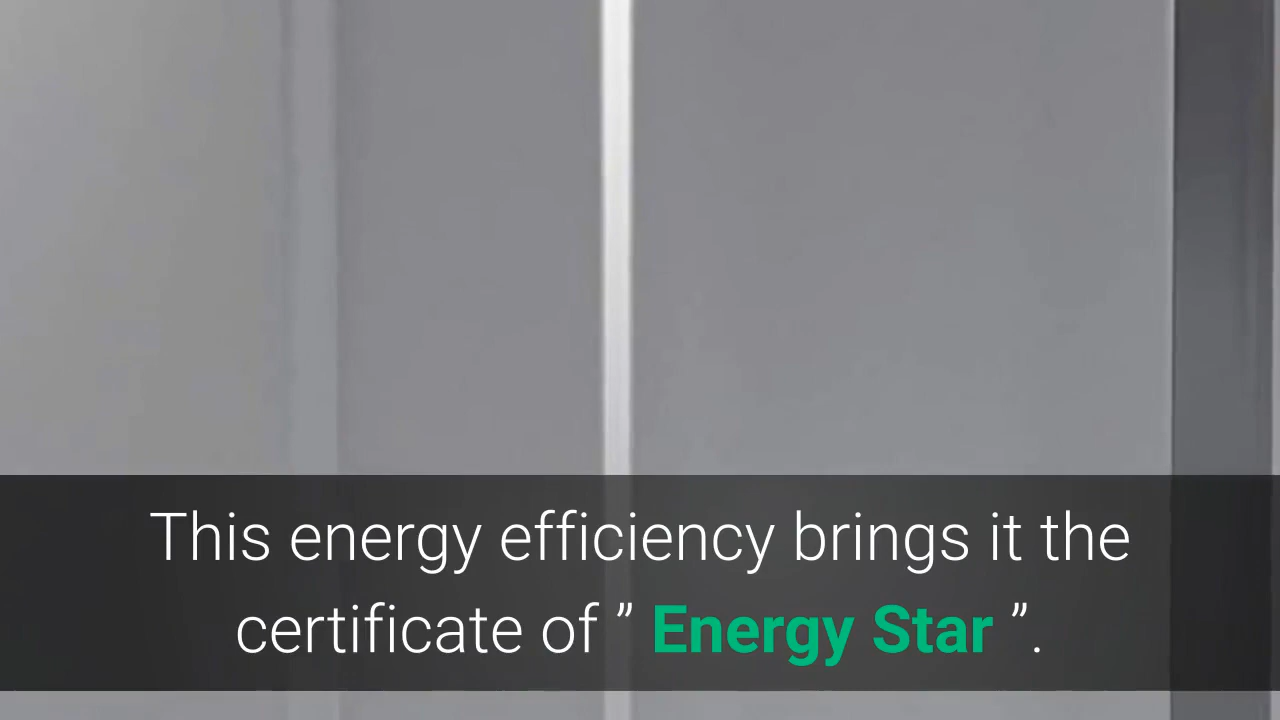 This energy efficiency brings it the
certificate of ” Energy Star ”.